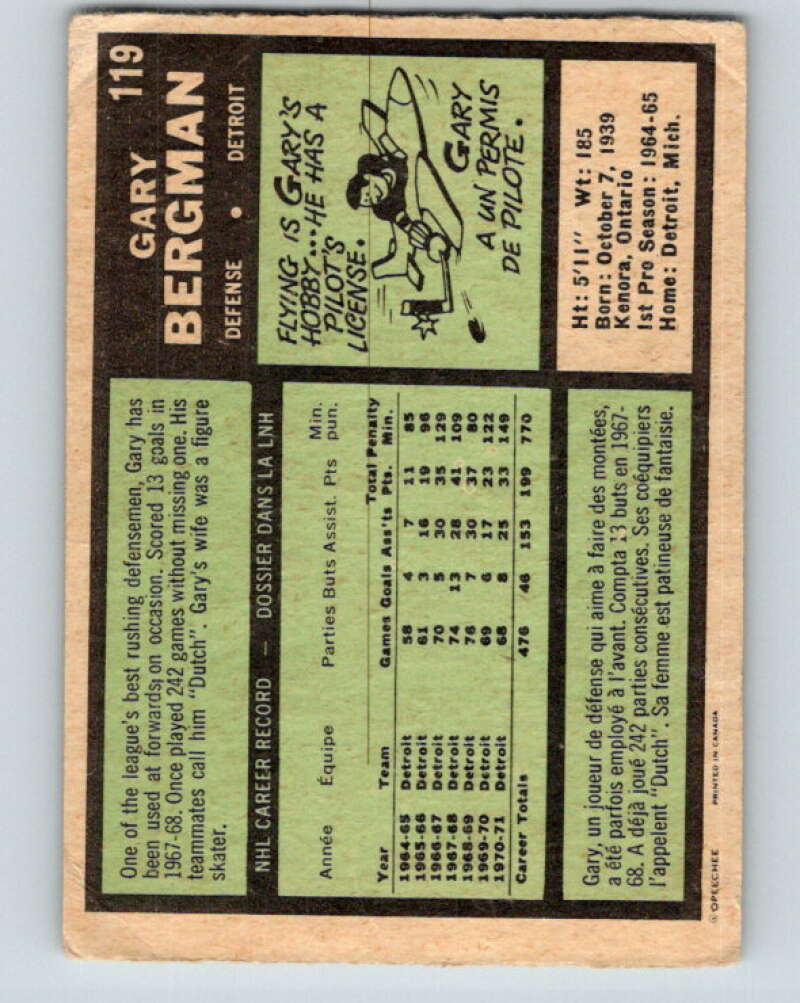 119
GARY
BERGMAN
DEFENSE • DETROIT
One of the league's best rushing defensemen, Gary has
been used at forwards on occasion. Scored 13 goals in
1967-68. Once played 242 games without missing one. His
teammates call him "Dutch". Gary's wife was a figure
skater.
FLYING IS GARY'S
HOBBY...HE HAS A
PILOT'S
LICENSE.
GARY
A UN PERMIS
DE PILOTE.
NHL CAREER RECORD — DOSSIER DANS LA LNH
Année Équipe Parties Buts Assist. Pts Min. pun.
Year Team Games Goals Ass'ts Total Pts. Penalty Min.
1964-65 Detroit 58 4 7 11 85
1965-66 Detroit 61 3 16 19 96
1966-67 Detroit 70 5 30 35 129
1967-68 Detroit 74 13 28 41 109
1968-69 Detroit 76 7 30 37 80
1969-70 Detroit 69 6 17 23 122
1970-71 Detroit 68 8 25 33 149
Career Totals 476 46 153 199 770
Ht: 5'11" Wt: 185
Born: October 7, 1939
Kenora, Ontario
1st Pro Season: 1964-65
Home: Detroit, Mich.
Gary, un joueur de défense qui aime à faire des montées,
a été parfois employé à l'avant. Compta 13 buts en 1967-
68. A déjà joué 242 parties consécutives. Ses coéquipiers
l'appelent "Dutch". Sa femme est patineuse de fantaisie.
© OPEECHEE PRINTED IN CANADA